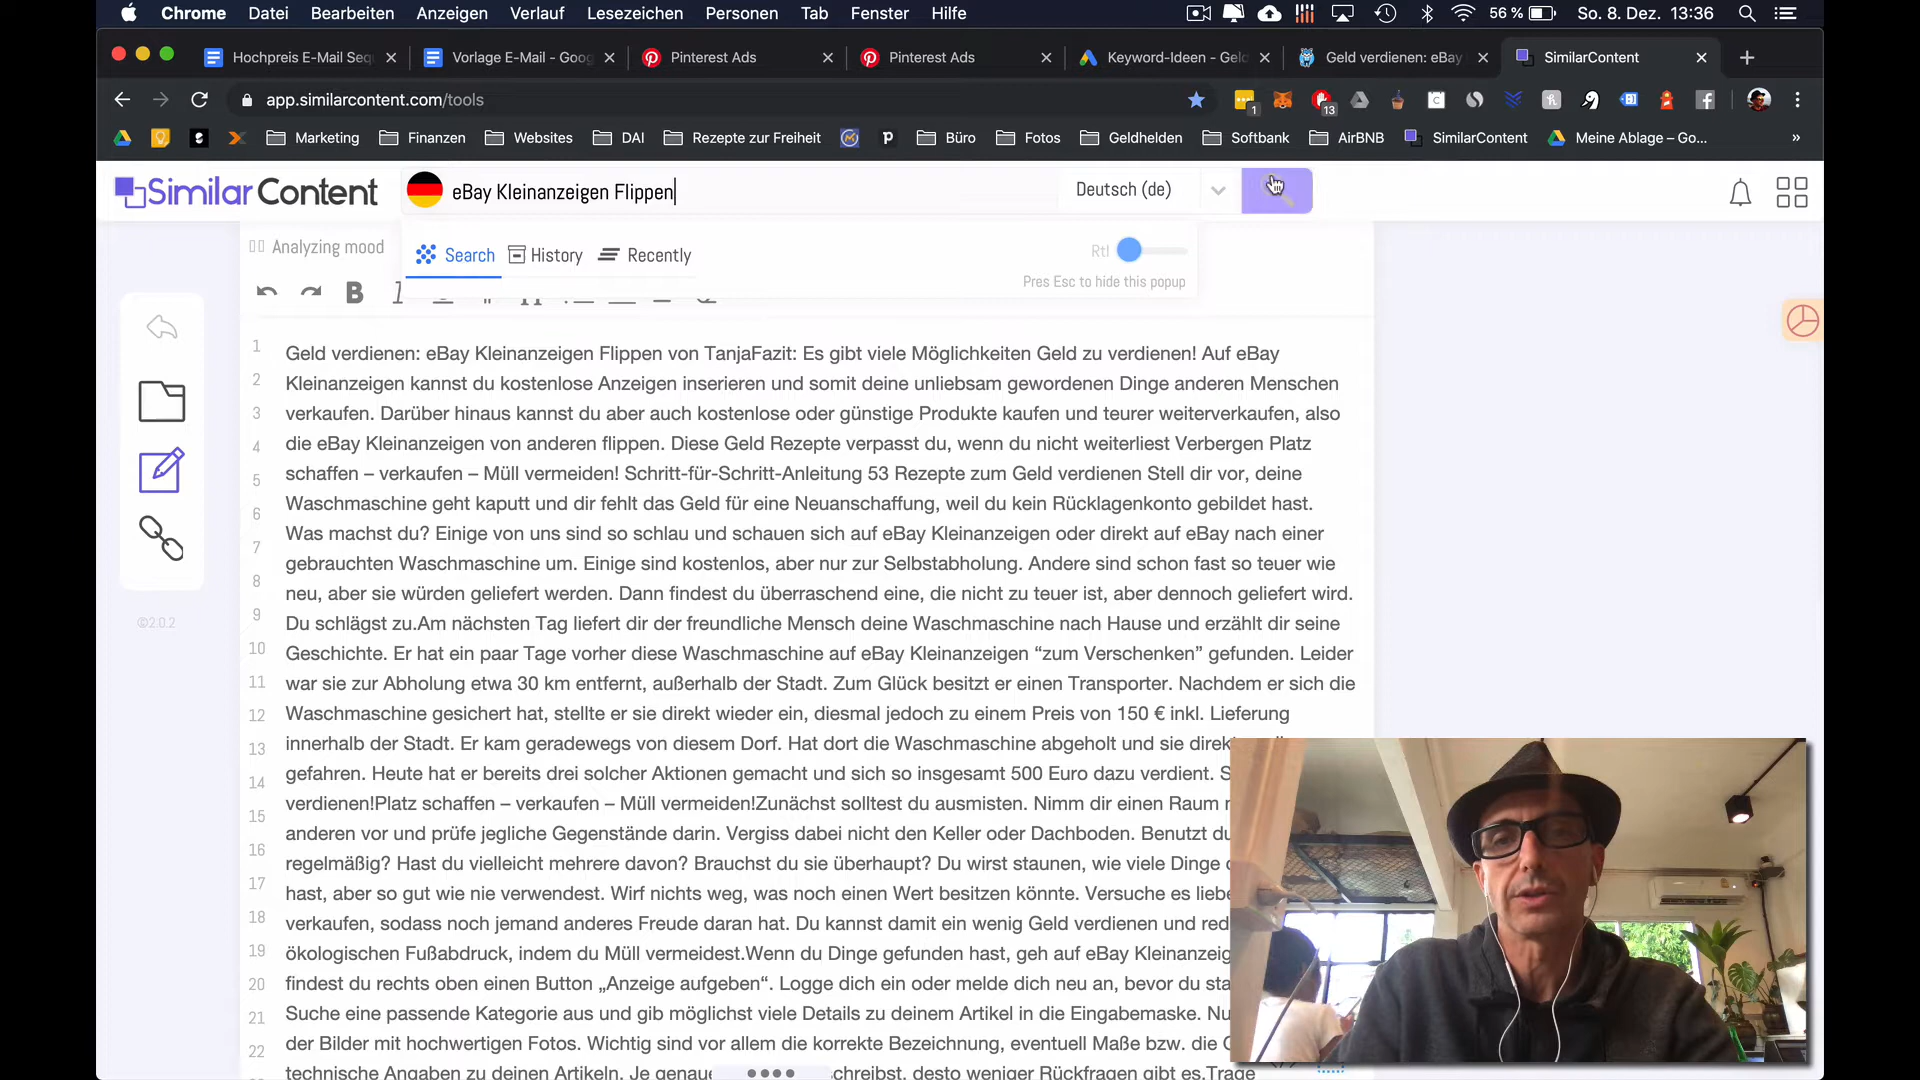 Chrome Datei Bearbeiten Anzeigen Verlauf Lesezeichen Personen Tab Fenster Hilfe 56 % So. 8. Dez. 13:36
Hochpreis E-Mail Seq Vorlage E-Mail - Goog Pinterest Ads Pinterest Ads Keyword-Ideen - Geld Geld verdienen: eBay SimilarContent
app.similarcontent.com/tools 1 13
Marketing Finanzen Websites DAI Rezepte zur Freiheit Büro Fotos Geldhelden Softbank AirBNB SimilarContent Meine Ablage – Go... »
Similar Content eBay Kleinanzeigen Flippen Deutsch (de)
Analyzing mood Search History Recently Rtl
Pres Esc to hide this popup
B I
1
2
3
4
5
6
7
8
9
10
11
12
13
14
15
16
17
18
19
20
21
22
Geld verdienen: eBay Kleinanzeigen Flippen von TanjaFazit: Es gibt viele Möglichkeiten Geld zu verdienen! Auf eBay
Kleinanzeigen kannst du kostenlose Anzeigen inserieren und somit deine unliebsam gewordenen Dinge anderen Menschen
verkaufen. Darüber hinaus kannst du aber auch kostenlose oder günstige Produkte kaufen und teurer weiterverkaufen, also
die eBay Kleinanzeigen von anderen flippen. Diese Geld Rezepte verpasst du, wenn du nicht weiterliest Verbergen Platz
schaffen – verkaufen – Müll vermeiden! Schritt-für-Schritt-Anleitung 53 Rezepte zum Geld verdienen Stell dir vor, deine
Waschmaschine geht kaputt und dir fehlt das Geld für eine Neuanschaffung, weil du kein Rücklagenkonto gebildet hast.
Was machst du? Einige von uns sind so schlau und schauen sich auf eBay Kleinanzeigen oder direkt auf eBay nach einer
gebrauchten Waschmaschine um. Einige sind kostenlos, aber nur zur Selbstabholung. Andere sind schon fast so teuer wie
neu, aber sie würden geliefert werden. Dann findest du überraschend eine, die nicht zu teuer ist, aber dennoch geliefert wird.
Du schlägst zu.Am nächsten Tag liefert dir der freundliche Mensch deine Waschmaschine nach Hause und erzählt dir seine
Geschichte. Er hat ein paar Tage vorher diese Waschmaschine auf eBay Kleinanzeigen “zum Verschenken” gefunden. Leider
war sie zur Abholung etwa 30 km entfernt, außerhalb der Stadt. Zum Glück besitzt er einen Transporter. Nachdem er sich die
Waschmaschine gesichert hat, stellte er sie direkt wieder ein, diesmal jedoch zu einem Preis von 150 € inkl. Lieferung
innerhalb der Stadt. Er kam geradewegs von diesem Dorf. Hat dort die Waschmaschine abgeholt und sie direk
gefahren. Heute hat er bereits drei solcher Aktionen gemacht und sich so insgesamt 500 Euro dazu verdient. S
verdienen!Platz schaffen – verkaufen – Müll vermeiden!Zunächst solltest du ausmisten. Nimm dir einen Raum
anderen vor und prüfe jegliche Gegenstände darin. Vergiss dabei nicht den Keller oder Dachboden. Benutzt du
regelmäßig? Hast du vielleicht mehrere davon? Brauchst du sie überhaupt? Du wirst staunen, wie viele Dinge
hast, aber so gut wie nie verwendest. Wirf nichts weg, was noch einen Wert besitzen könnte. Versuche es liebe
verkaufen, sodass noch jemand anderes Freude daran hat. Du kannst damit ein wenig Geld verdienen und red
ökologischen Fußabdruck, indem du Müll vermeidest.Wenn du Dinge gefunden hast, geh auf eBay Kleinanzeig
findest du rechts oben einen Button „Anzeige aufgeben“. Logge dich ein oder melde dich neu an, bevor du sta
Suche eine passende Kategorie aus und gib möglichst viele Details zu deinem Artikel in die Eingabemaske. Nu
der Bilder mit hochwertigen Fotos. Wichtig sind vor allem die korrekte Bezeichnung, eventuell Maße bzw. die
technische Angaben zu deinen Artikeln. Je genaue chreibst, desto weniger Rückfragen gibt es.Trage
©2.0.2